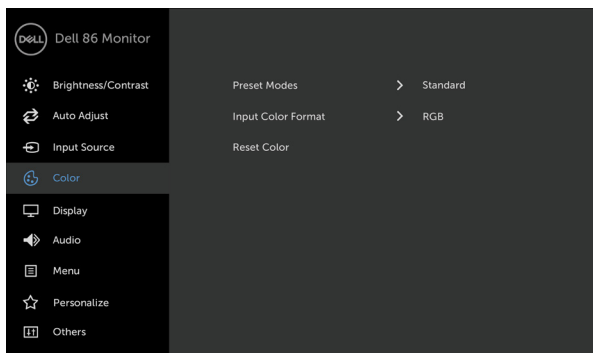 DELL Dell 86 Monitor
Brightness/Contrast
Auto Adjust
Input Source
Color
Display
Audio
Menu
Personalize
Others
Preset Modes > Standard
Input Color Format > RGB
Reset Color